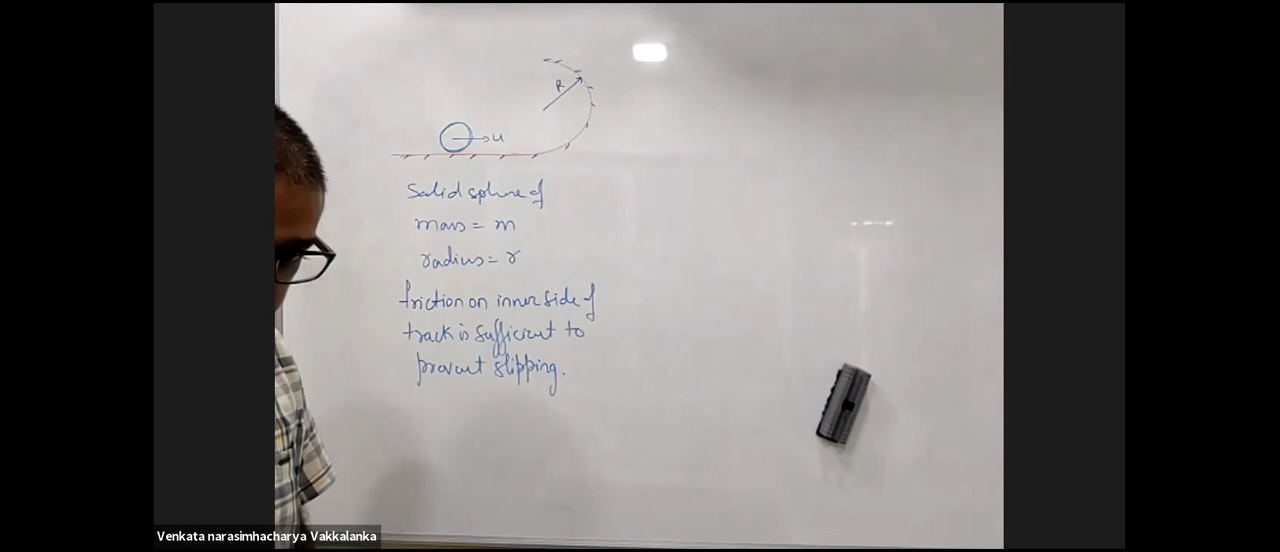 R
u
Solid sphere of
mass = m
radius = r
friction on inner side of
track is sufficient to
prevent slipping.
Venkata narasimhacharya Vakkalanka